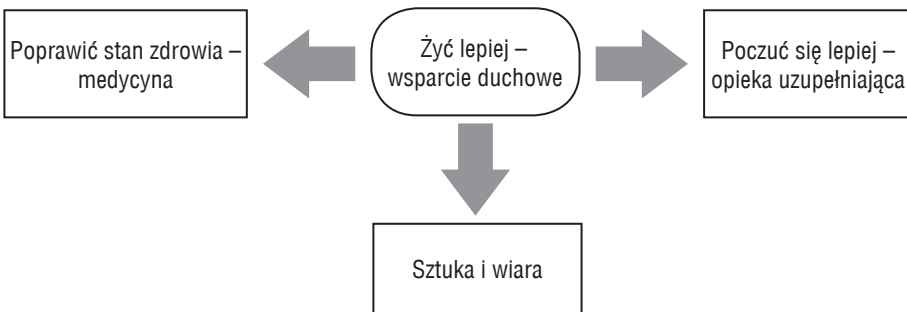 Poprawić stan zdrowia –
medycyna
Żyć lepiej –
wsparcie duchowe
Poczuć się lepiej –
opieka uzupełniająca
Sztuka i wiara